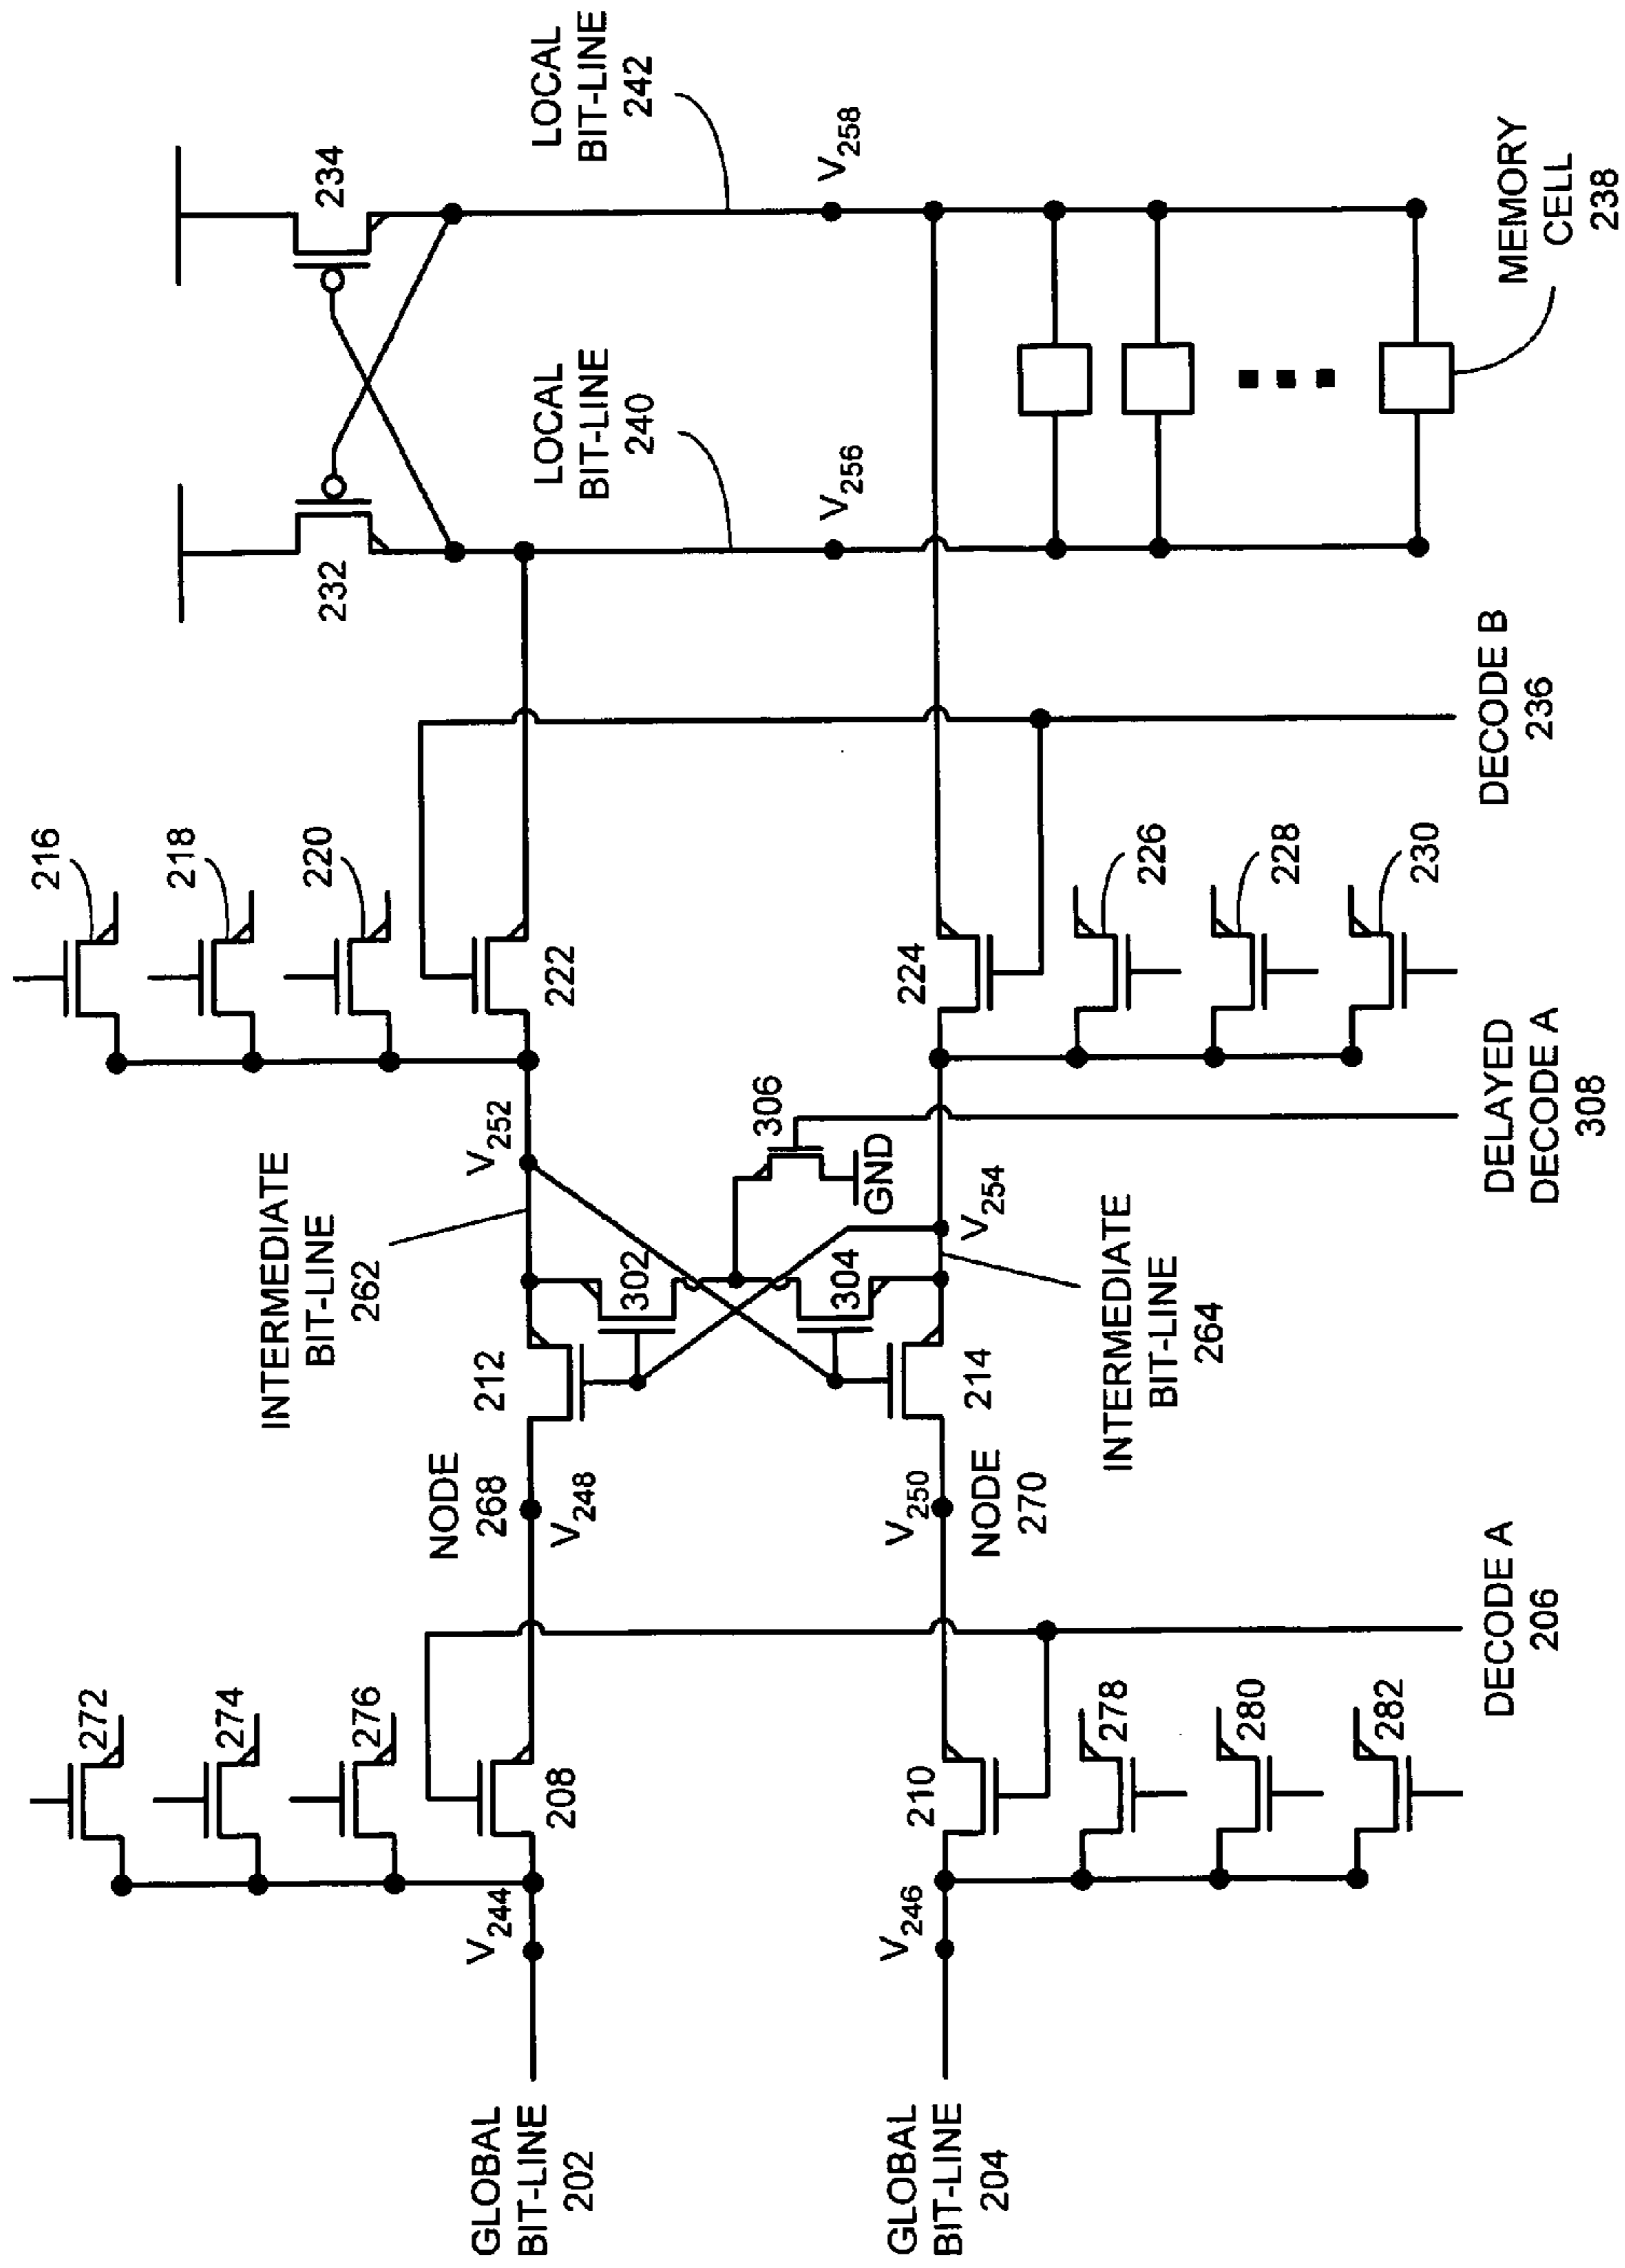 GLOBAL
BIT-LINE
202
GLOBAL
BIT-LINE
204
V244
V246
272
274
276
208
210
278
280
282
DECODE A
206
NODE
268
V248
V250
NODE
270
212
214
302
304
306
GND
INTERMEDIATE
BIT-LINE
262
INTERMEDIATE
BIT-LINE
264
V252
V254
DELAYED
DECODE A
308
216
218
220
222
224
226
228
230
DECODE B
236
232
234
LOCAL
BIT-LINE
240
LOCAL
BIT-LINE
242
V256
V258
MEMORY
CELL
238